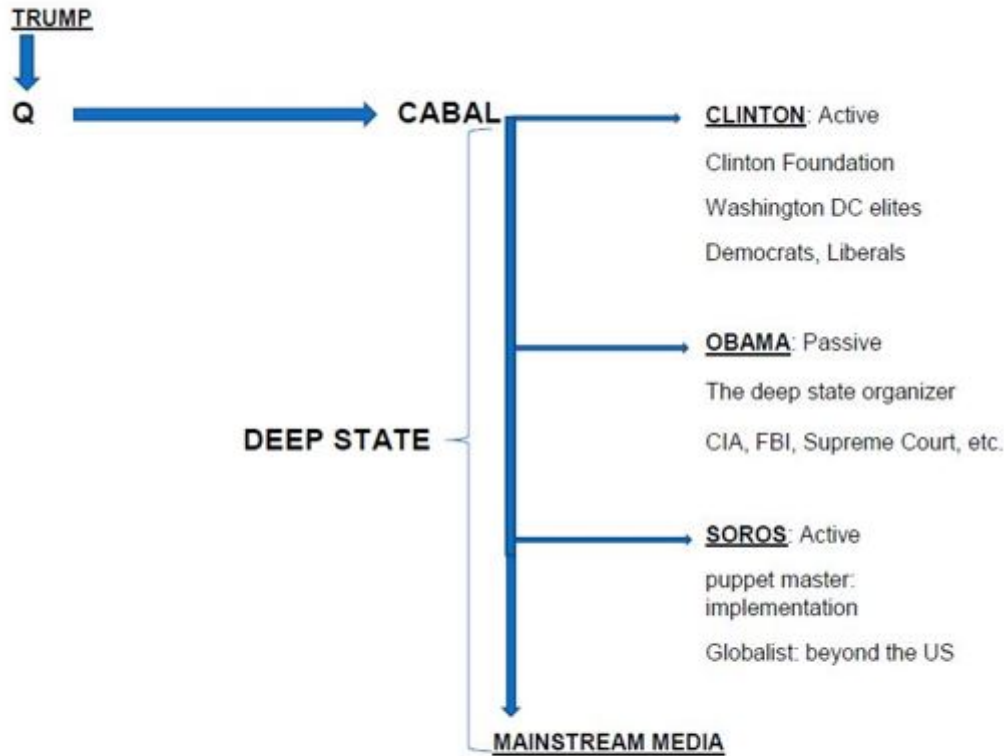 TRUMP
Q
CABAL
CLINTON: Active
Clinton Foundation
Washington DC elites
Democrats, Liberals
OBAMA: Passive
The deep state organizer
DEEP STATE
CIA, FBI, Supreme Court, etc.
SOROS: Active
puppet master:
implementation
Globalist: beyond the US
MAINSTREAM MEDIA